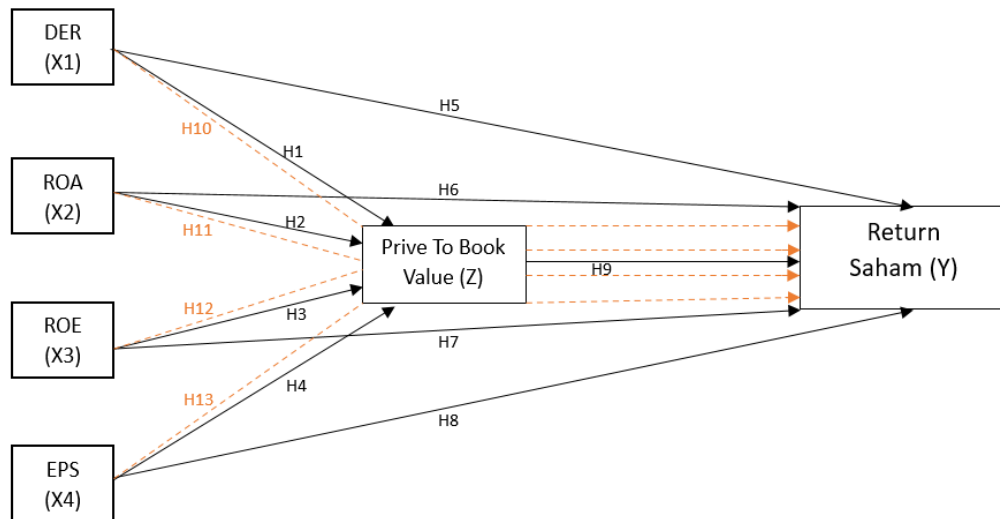 DER
(X1)
H5
H10
H1
ROA
(X2)
H6
H11
H2
Prive To Book
Value (Z)
Return
Saham (Y)
H9
ROE
(X3)
H12
H3
H7
H13
H4
H8
EPS
(X4)